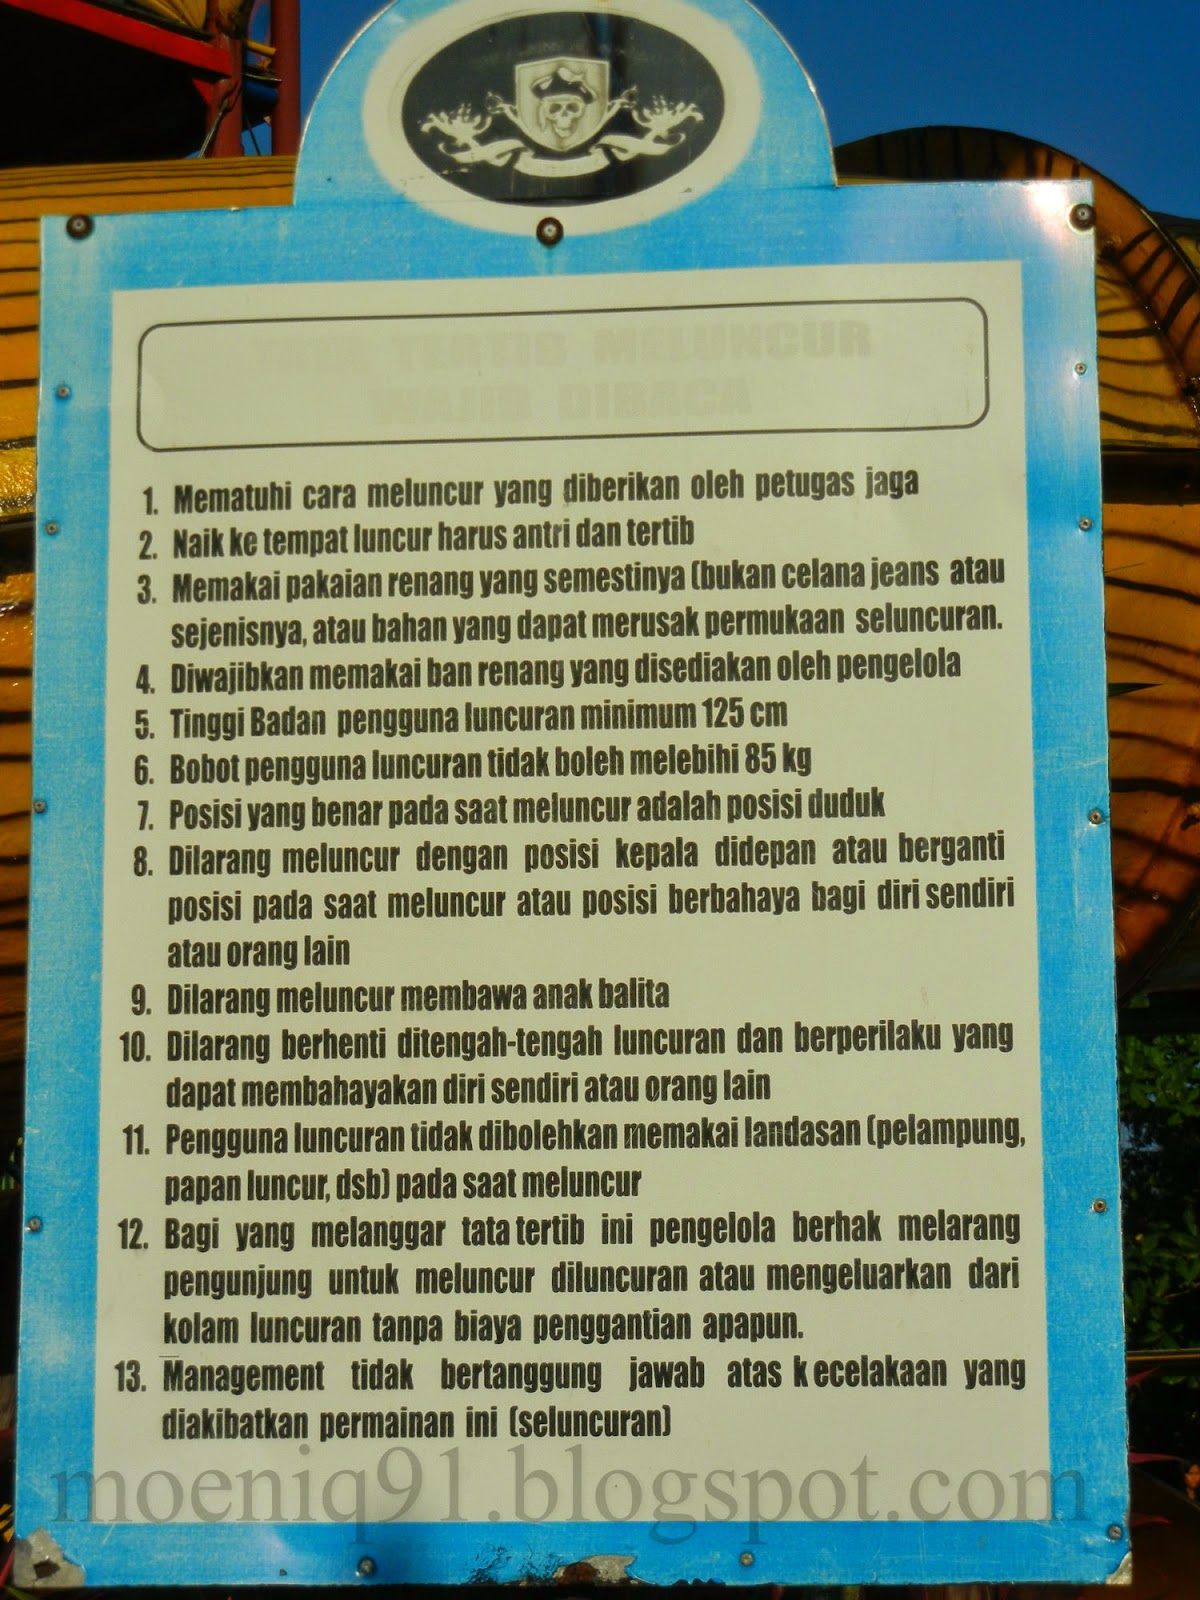 TATA TERTIB MELUNCUR
WAJIB DIBACA
1. Mematuhi cara meluncur yang diberikan oleh petugas jaga
2. Naik ke tempat luncur harus antri dan tertib
3. Memakai pakaian renang yang semestinya (bukan celana jeans atau
sejenisnya, atau bahan yang dapat merusak permukaan seluncuran.
4. Diwajibkan memakai ban renang yang disediakan oleh pengelola
5. Tinggi Badan pengguna luncuran minimum 125 cm
6. Bobot pengguna luncuran tidak boleh melebihi 85 kg
7. Posisi yang benar pada saat meluncur adalah posisi duduk
8. Dilarang meluncur dengan posisi kepala didepan atau berganti
posisi pada saat meluncur atau posisi berbahaya bagi diri sendiri
atau orang lain
9. Dilarang meluncur membawa anak balita
10. Dilarang berhenti ditengah-tengah luncuran dan berperilaku yang
dapat membahayakan diri sendiri atau orang lain
11. Pengguna luncuran tidak dibolehkan memakai landasan (pelampung,
papan luncur, dsb) pada saat meluncur
12. Bagi yang melanggar tata tertib ini pengelola berhak melarang
pengunjung untuk meluncur diluncuran atau mengeluarkan dari
kolam luncuran tanpa biaya penggantian apapun.
13. Management tidak bertanggung jawab atas k ecelakaan yang
diakibatkan permainan ini (seluncuran)
moeniq91.blogspot.com